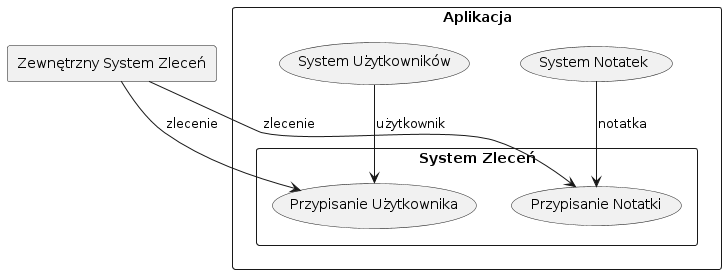 Aplikacja
Zewnętrzny System Zleceń
System Użytkowników
System Notatek
zlecenie
zlecenie
użytkownik
notatka
System Zleceń
Przypisanie Użytkownika
Przypisanie Notatki